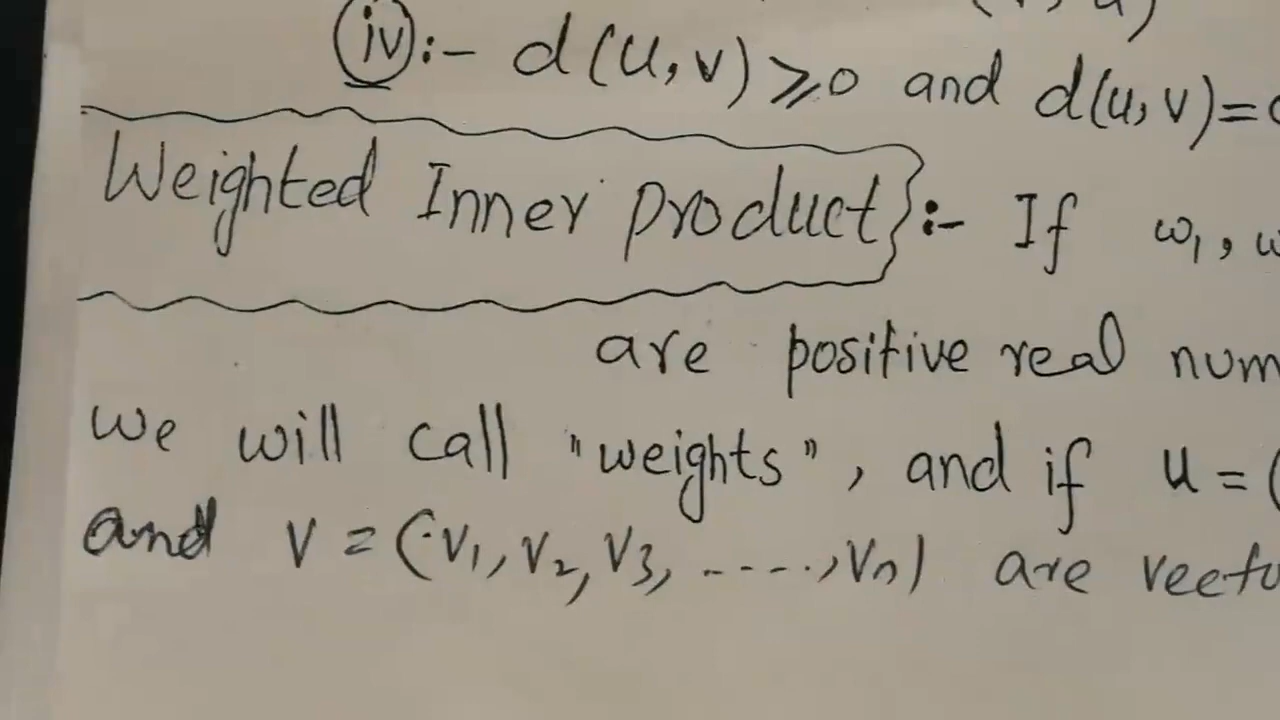 (iv):- d(u,v) ⩾ 0 and d(u,v)=
Weighted Inner product :- If ω₁,
are positive real num
we will call "weights", and if u = (
and v = (v₁, v₂, v₃, -----, vₙ) are vecto